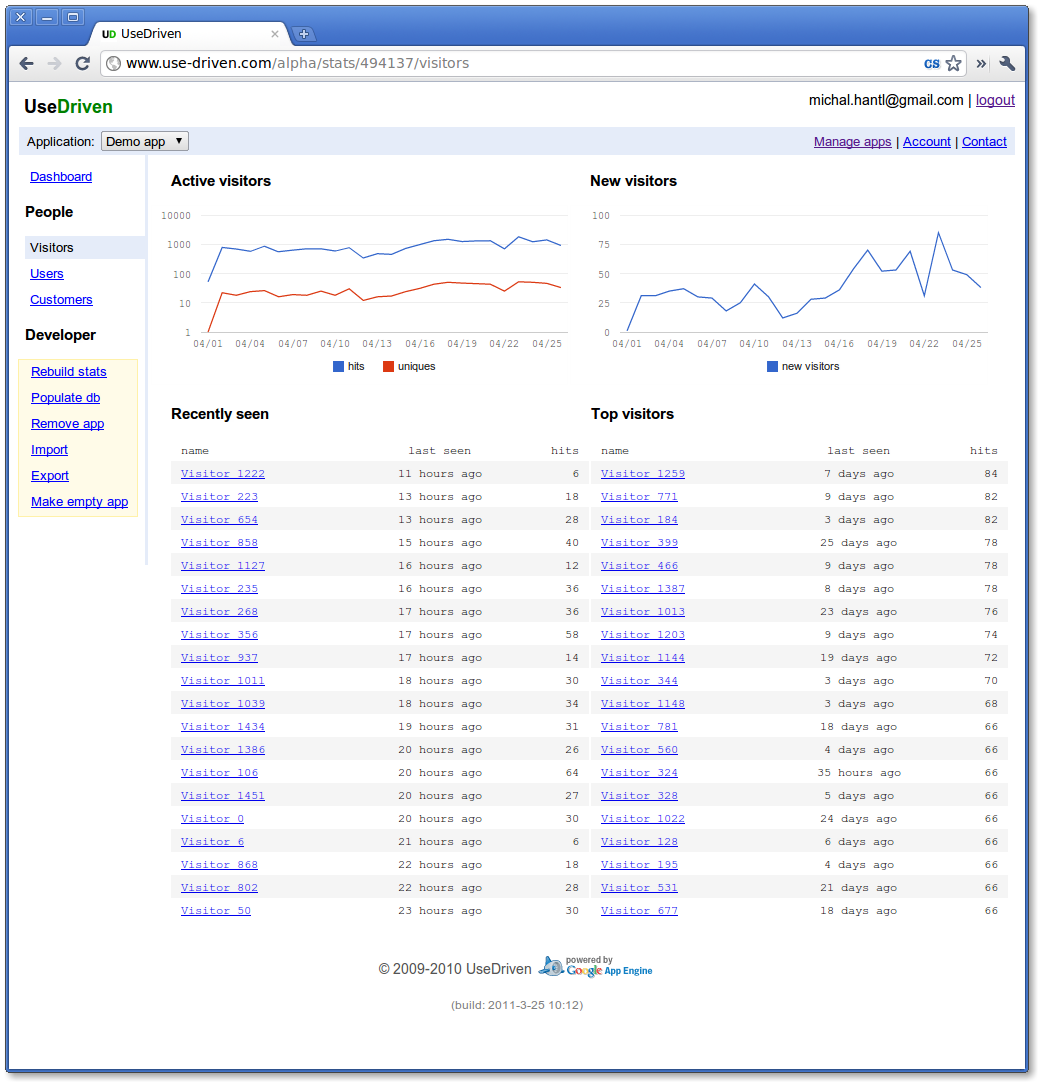 UD UseDriven
www.use-driven.com/alpha/stats/494137/visitors
CS
UseDriven
michal.hantl@gmail.com | logout
Application: Demo app
Manage apps | Account | Contact
Dashboard
People
Visitors
Users
Customers
Developer
Rebuild stats
Populate db
Remove app
Import
Export
Make empty app
Active visitors
10000
1000
100
10
1
04/01 04/04 04/07 04/10 04/13 04/16 04/19 04/22 04/25
hits uniques
New visitors
100
75
50
25
0
04/01 04/04 04/07 04/10 04/13 04/16 04/19 04/22 04/25
new visitors
Recently seen
name last seen hits
Visitor 1222 11 hours ago 6
Visitor 223 13 hours ago 18
Visitor 654 13 hours ago 28
Visitor 858 15 hours ago 40
Visitor 1127 16 hours ago 12
Visitor 235 16 hours ago 36
Visitor 268 17 hours ago 36
Visitor 356 17 hours ago 58
Visitor 937 17 hours ago 14
Visitor 1011 18 hours ago 30
Visitor 1039 18 hours ago 34
Visitor 1434 19 hours ago 31
Visitor 1386 20 hours ago 26
Visitor 106 20 hours ago 64
Visitor 1451 20 hours ago 27
Visitor 0 20 hours ago 30
Visitor 6 21 hours ago 6
Visitor 868 22 hours ago 18
Visitor 802 22 hours ago 28
Visitor 50 23 hours ago 30
Top visitors
name last seen hits
Visitor 1259 7 days ago 84
Visitor 771 9 days ago 82
Visitor 184 3 days ago 82
Visitor 399 25 days ago 78
Visitor 466 9 days ago 78
Visitor 1387 8 days ago 78
Visitor 1013 23 days ago 76
Visitor 1203 9 days ago 74
Visitor 1144 19 days ago 72
Visitor 344 3 days ago 70
Visitor 1148 3 days ago 68
Visitor 781 18 days ago 66
Visitor 560 4 days ago 66
Visitor 324 35 hours ago 66
Visitor 328 5 days ago 66
Visitor 1022 24 days ago 66
Visitor 128 6 days ago 66
Visitor 195 4 days ago 66
Visitor 531 21 days ago 66
Visitor 677 18 days ago 66
© 2009-2010 UseDriven
powered by
Google App Engine
(build: 2011-3-25 10:12)